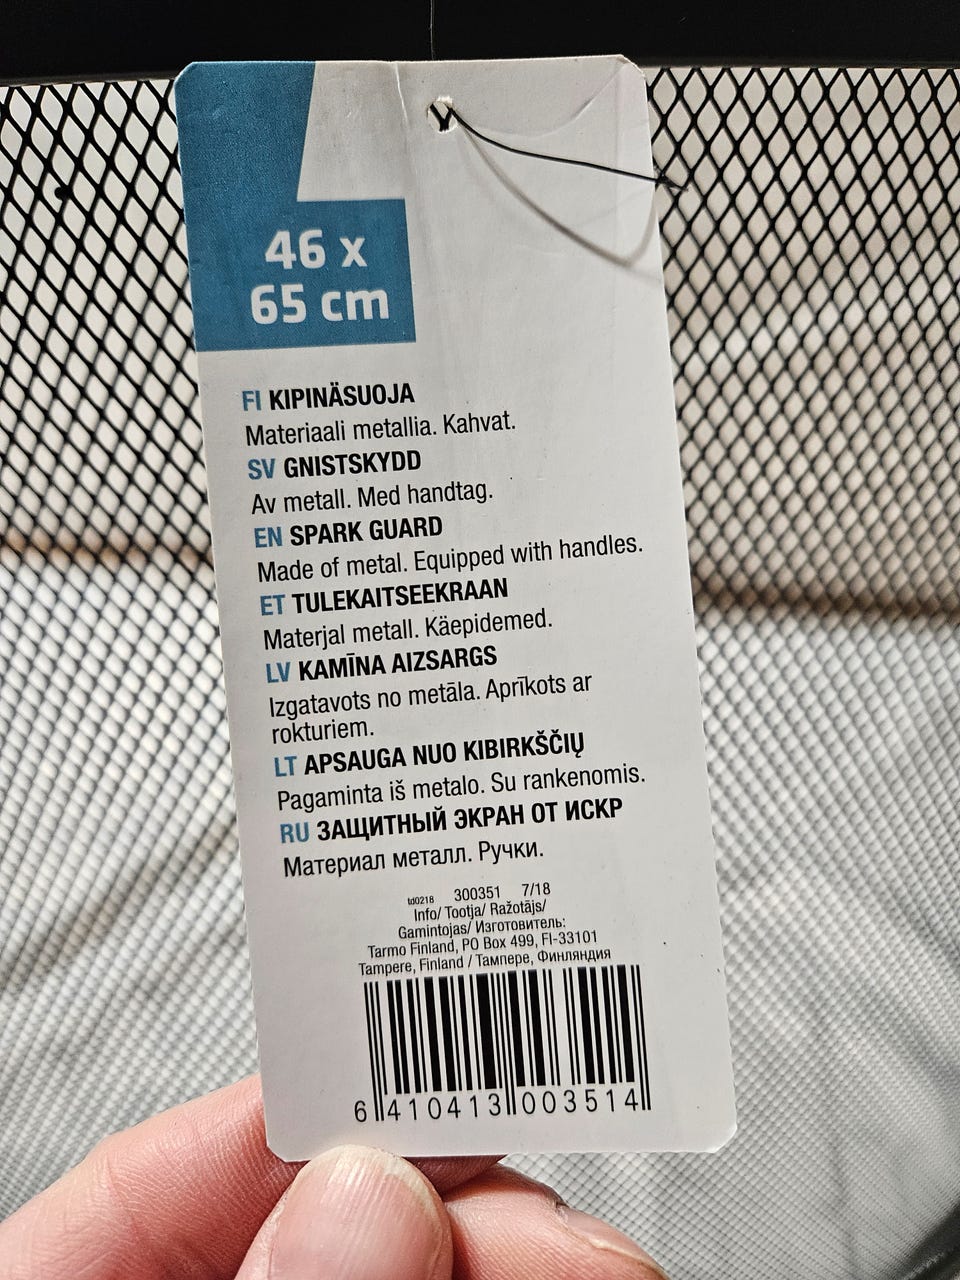 46 x
65 cm
FI KIPINÄSUOJA
Materiaali metallia. Kahvat.
SV GNISTSKYDD
Av metall. Med handtag.
EN SPARK GUARD
Made of metal. Equipped with handles.
ET TULEKAITSEEKRAAN
Materjal metall. Käepidemed.
LV KAMĪNA AIZSARGS
Izgatavots no metāla. Aprīkots ar
rokturiem.
LT APSAUGA NUO KIBIRKŠČIŲ
Pagaminta iš metalo. Su rankenomis.
RU ЗАЩИТНЫЙ ЭКРАН ОТ ИСКР
Материал металл. Ручки.
td0218 300351 7/18
Info/ Tootja/ Ražotājs/
Gamintojas/ Изготовитель:
Tarmo Finland, PO Box 499, FI-33101
Tampere, Finland / Тампере, Финляндия
6 410413 003514